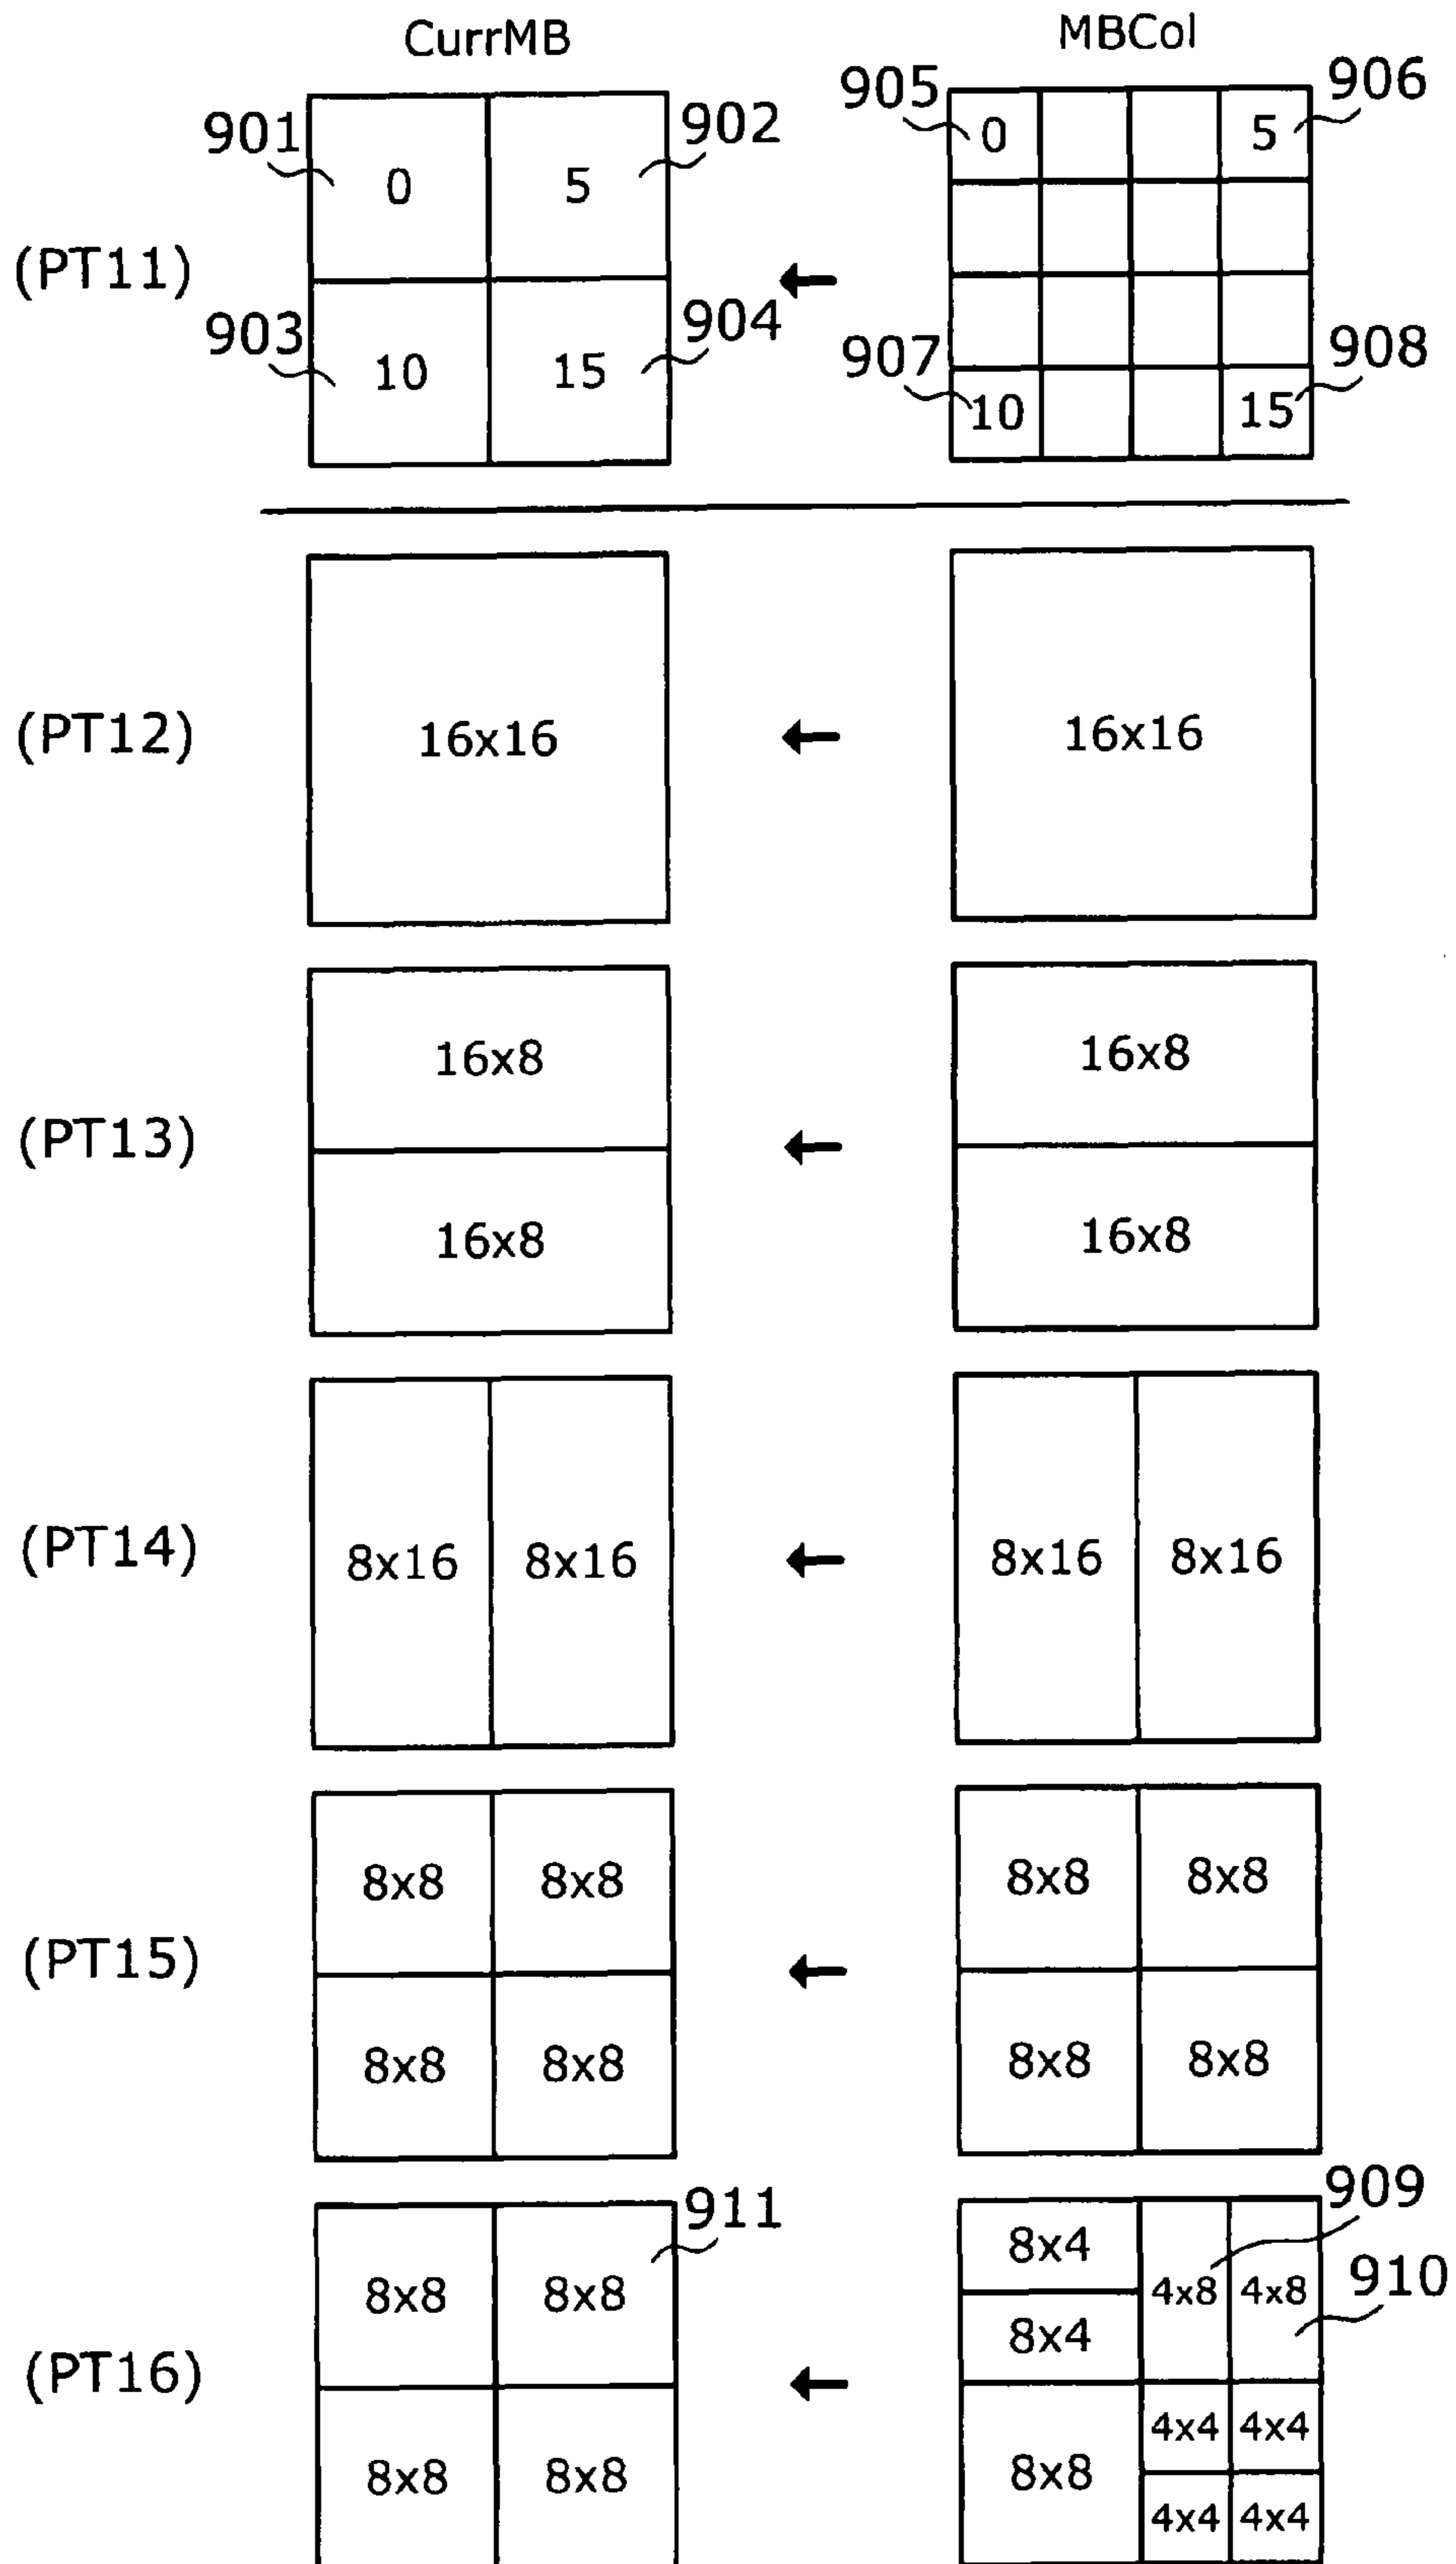 CurrMB MBCol
905 906
901 902 0 5
0 5
(PT11)
903 904 907 908
10 15 10 15
(PT12) 16x16 16x16
16x8 16x8
(PT13)
16x8 16x8
(PT14) 8x16 8x16 8x16 8x16
8x8 8x8 8x8 8x8
(PT15)
8x8 8x8 8x8 8x8
911 909
8x4
8x8 8x8 4x8 4x8 910
8x4
(PT16)
4x4 4x4
8x8 8x8 8x8
4x4 4x4